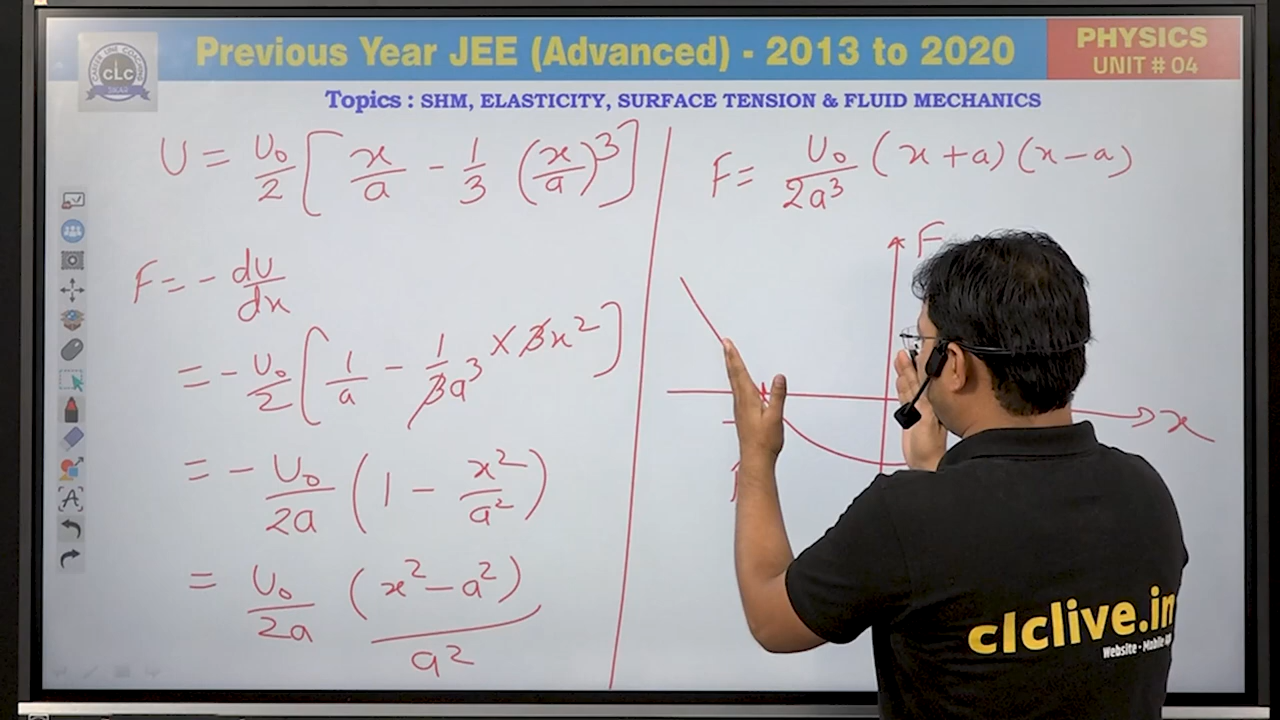 Previous Year JEE (Advanced) - 2013 to 2020
PHYSICS
UNIT # 04
CLC
SIKAR
Topics : SHM, ELASTICITY, SURFACE TENSION & FLUID MECHANICS
U = U₀/2 [ x/a - 1/3 (x/a)³ ]
F = - dU/dx
= - U₀/2 [ 1/a - 1/3a³ × 3x² ]
= - U₀/2a ( 1 - x²/a² )
= U₀/2a (x² - a²)/a²
F = U₀/2a³ (x + a) (x - a)
F
x
clclive.in
Website - Mobile